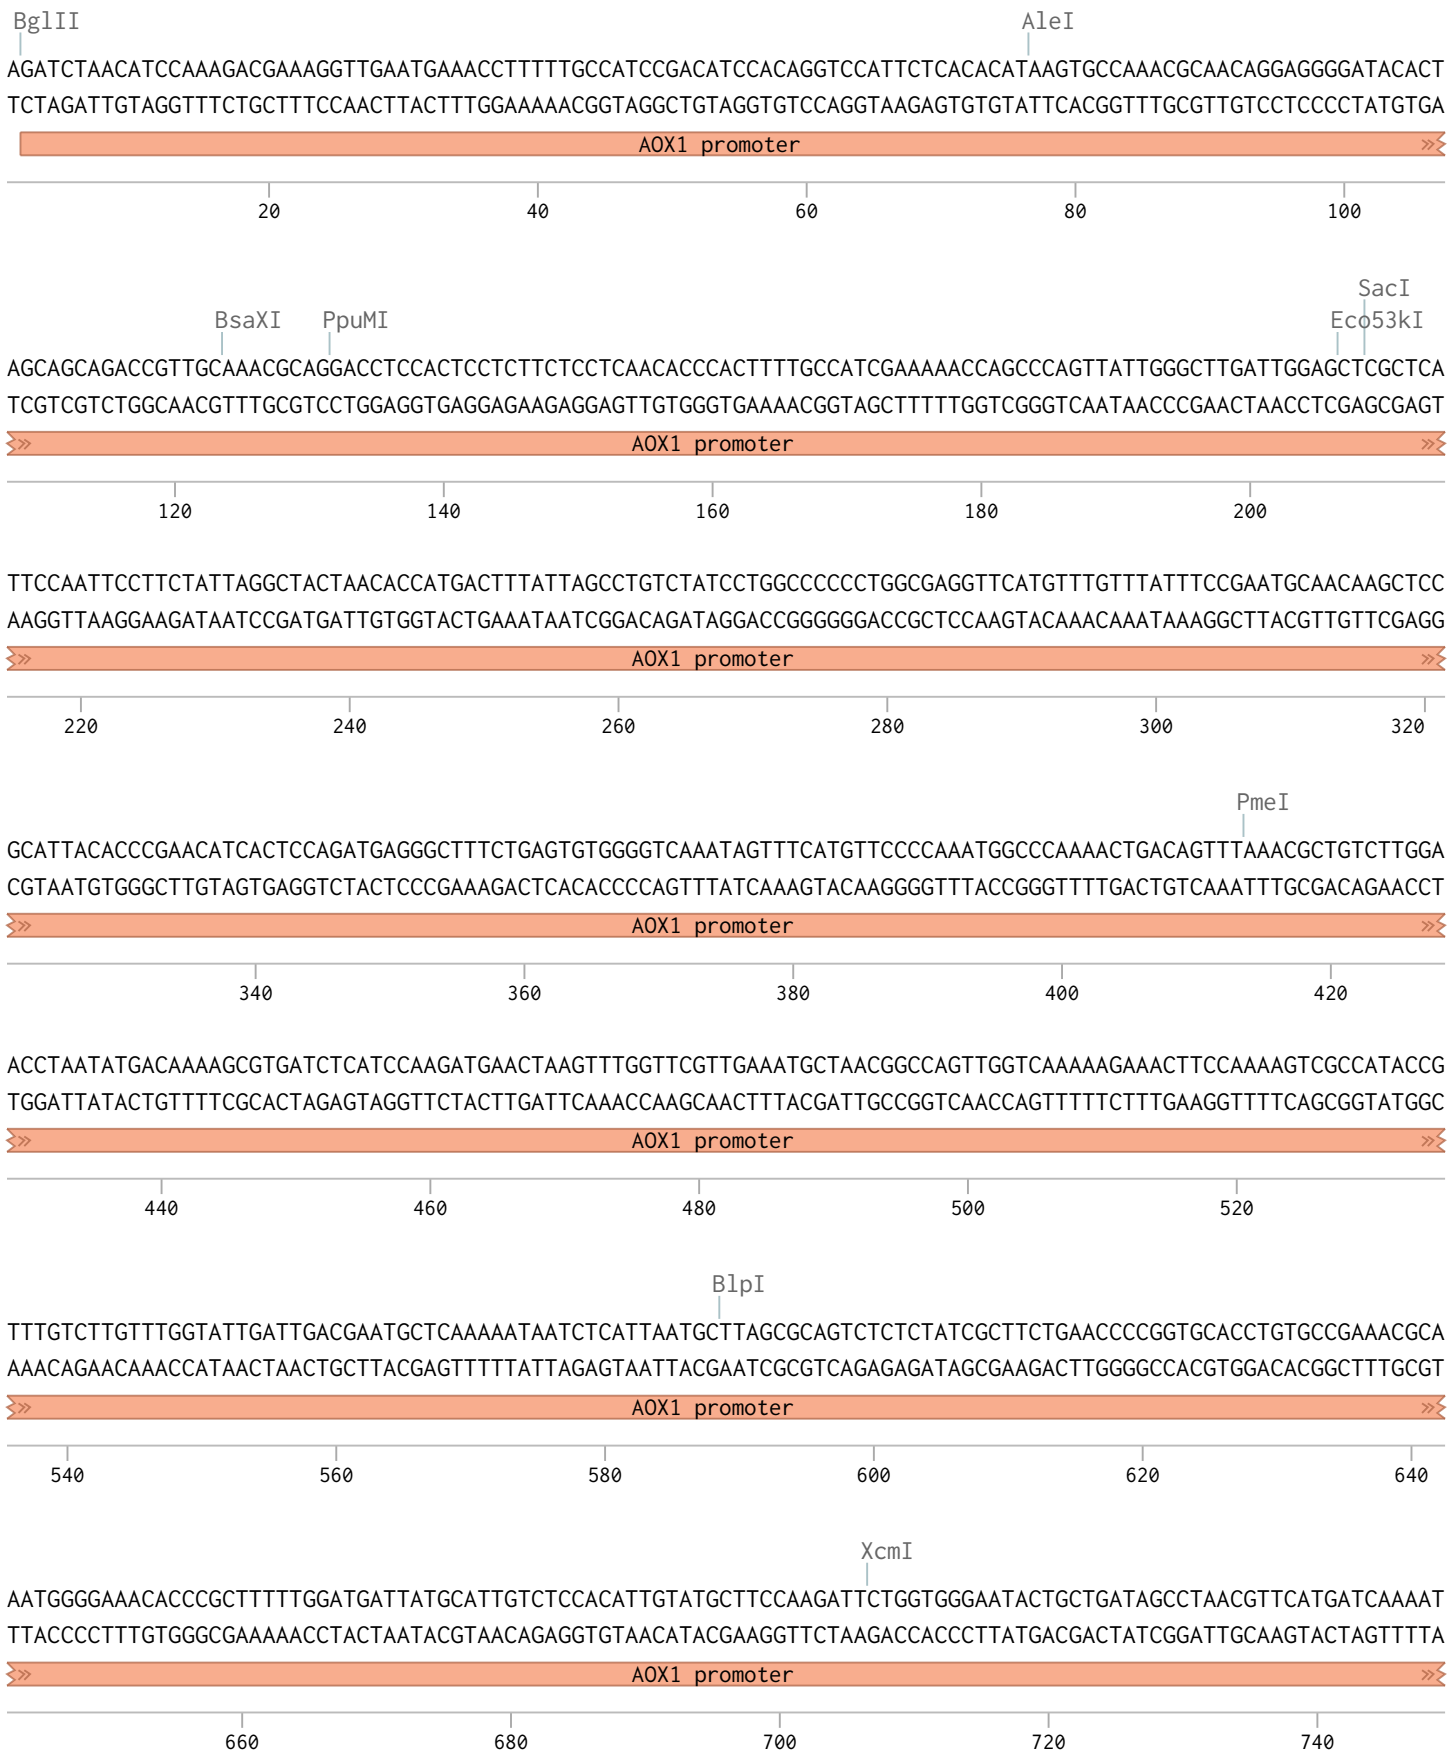 BglII AleI
AGATCTAACATCCAAAGACGAAAGGTTGAATGAAACCTTTTTGCCATCCGACATCCACAGGTCCATTCTCACACATAAGTGCCAAACGCAACAGGAGGGGATACACT
TCTAGATTGTAGGTTTCTGCTTTCCAACTTACTTTGGAAAAACGGTAGGCTGTAGGTGTCCAGGTAAGAGTGTGTATTCACGGTTTGCGTTGTCCTCCCCTATGTGA
AOX1 promoter
20 40 60 80 100
SacI
BsaXI PpuMI Eco53kI
AGCAGCAGACCGTTGCAAACGCAGGACCTCCACTCCTCTTCTCCTCAACACCCACTTTTGCCATCGAAAAACCAGCCCAGTTATTGGGCTTGATTGGAGCTCGCTCA
TCGTCGTCTGGCAACGTTTGCGTCCTGGAGGTGAGGAGAAGAGGAGTTGTGGGTGAAAACGGTAGCTTTTTGGTCGGGTCAATAACCCGAACTAACCTCGAGCGAGT
AOX1 promoter
120 140 160 180 200
TTCCAATTCCTTCTATTAGGCTACTAACACCATGACTTTATTAGCCTGTCTATCCTGGCCCCCCTGGCGAGGTTCATGTTTGTTTATTTCCGAATGCAACAAGCTCC
AAGGTTAAGGAAGATAATCCGATGATTGTGGTACTGAAATAATCGGACAGATAGGACCGGGGGGACCGCTCCAAGTACAAACAAATAAAGGCTTACGTTGTTCGAGG
AOX1 promoter
220 240 260 280 300 320
PmeI
GCATTACACCCGAACATCACTCCAGATGAGGGCTTTCTGAGTGTGGGGTCAAATAGTTTCATGTTCCCCAAATGGCCCAAAACTGACAGTTTAAACGCTGTCTTGGA
CGTAATGTGGGCTTGTAGTGAGGTCTACTCCCGAAAGACTCACACCCCAGTTTATCAAAGTACAAGGGGTTTACCGGGTTTTGACTGTCAAATTTGCGACAGAACCT
AOX1 promoter
340 360 380 400 420
ACCTAATATGACAAAAGCGTGATCTCATCCAAGATGAACTAAGTTTGGTTCGTTGAAATGCTAACGGCCAGTTGGTCAAAAAGAAACTTCCAAAAGTCGCCATACCG
TGGATTATACTGTTTTCGCACTAGAGTAGGTTCTACTTGATTCAAACCAAGCAACTTTACGATTGCCGGTCAACCAGTTTTTCTTTGAAGGTTTTCAGCGGTATGGC
AOX1 promoter
440 460 480 500 520
BlpI
TTTGTCTTGTTTGGTATTGATTGACGAATGCTCAAAAATAATCTCATTAATGCTTAGCGCAGTCTCTCTATCGCTTCTGAACCCCGGTGCACCTGTGCCGAAACGCA
AAACAGAACAAACCATAACTAACTGCTTACGAGTTTTTATTAGAGTAATTACGAATCGCGTCAGAGAGATAGCGAAGACTTGGGGCCACGTGGACACGGCTTTGCGT
AOX1 promoter
540 560 580 600 620 640
XcmI
AATGGGGAAACACCCGCTTTTTGGATGATTATGCATTGTCTCCACATTGTATGCTTCCAAGATTCTGGTGGGAATACTGCTGATAGCCTAACGTTCATGATCAAAAT
TTACCCCTTTGTGGGCGAAAAACCTACTAATACGTAACAGAGGTGTAACATACGAAGGTTCTAAGACCACCCTTATGACGACTATCGGATTGCAAGTACTAGTTTTA
AOX1 promoter
660 680 700 720 740